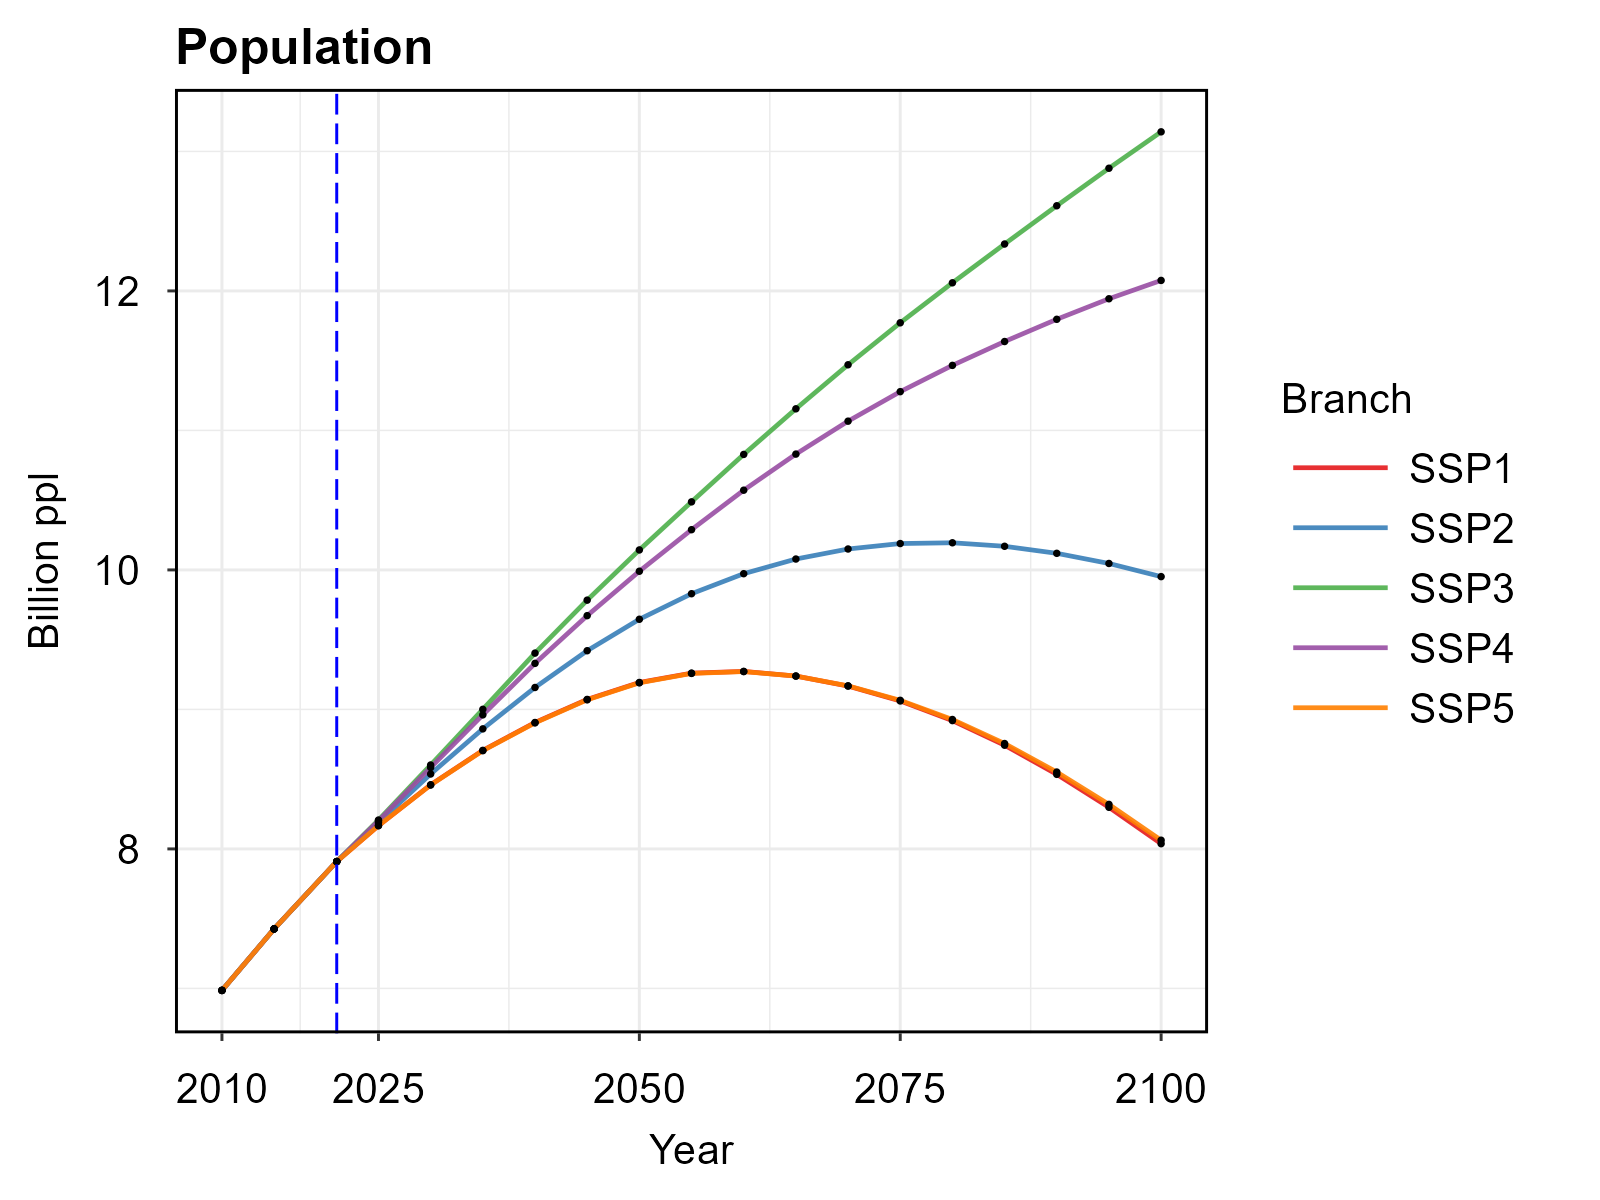 Population
12
10
8
Billion ppl
2010 2025 2050 2075 2100
Year
Branch
SSP1
SSP2
SSP3
SSP4
SSP5